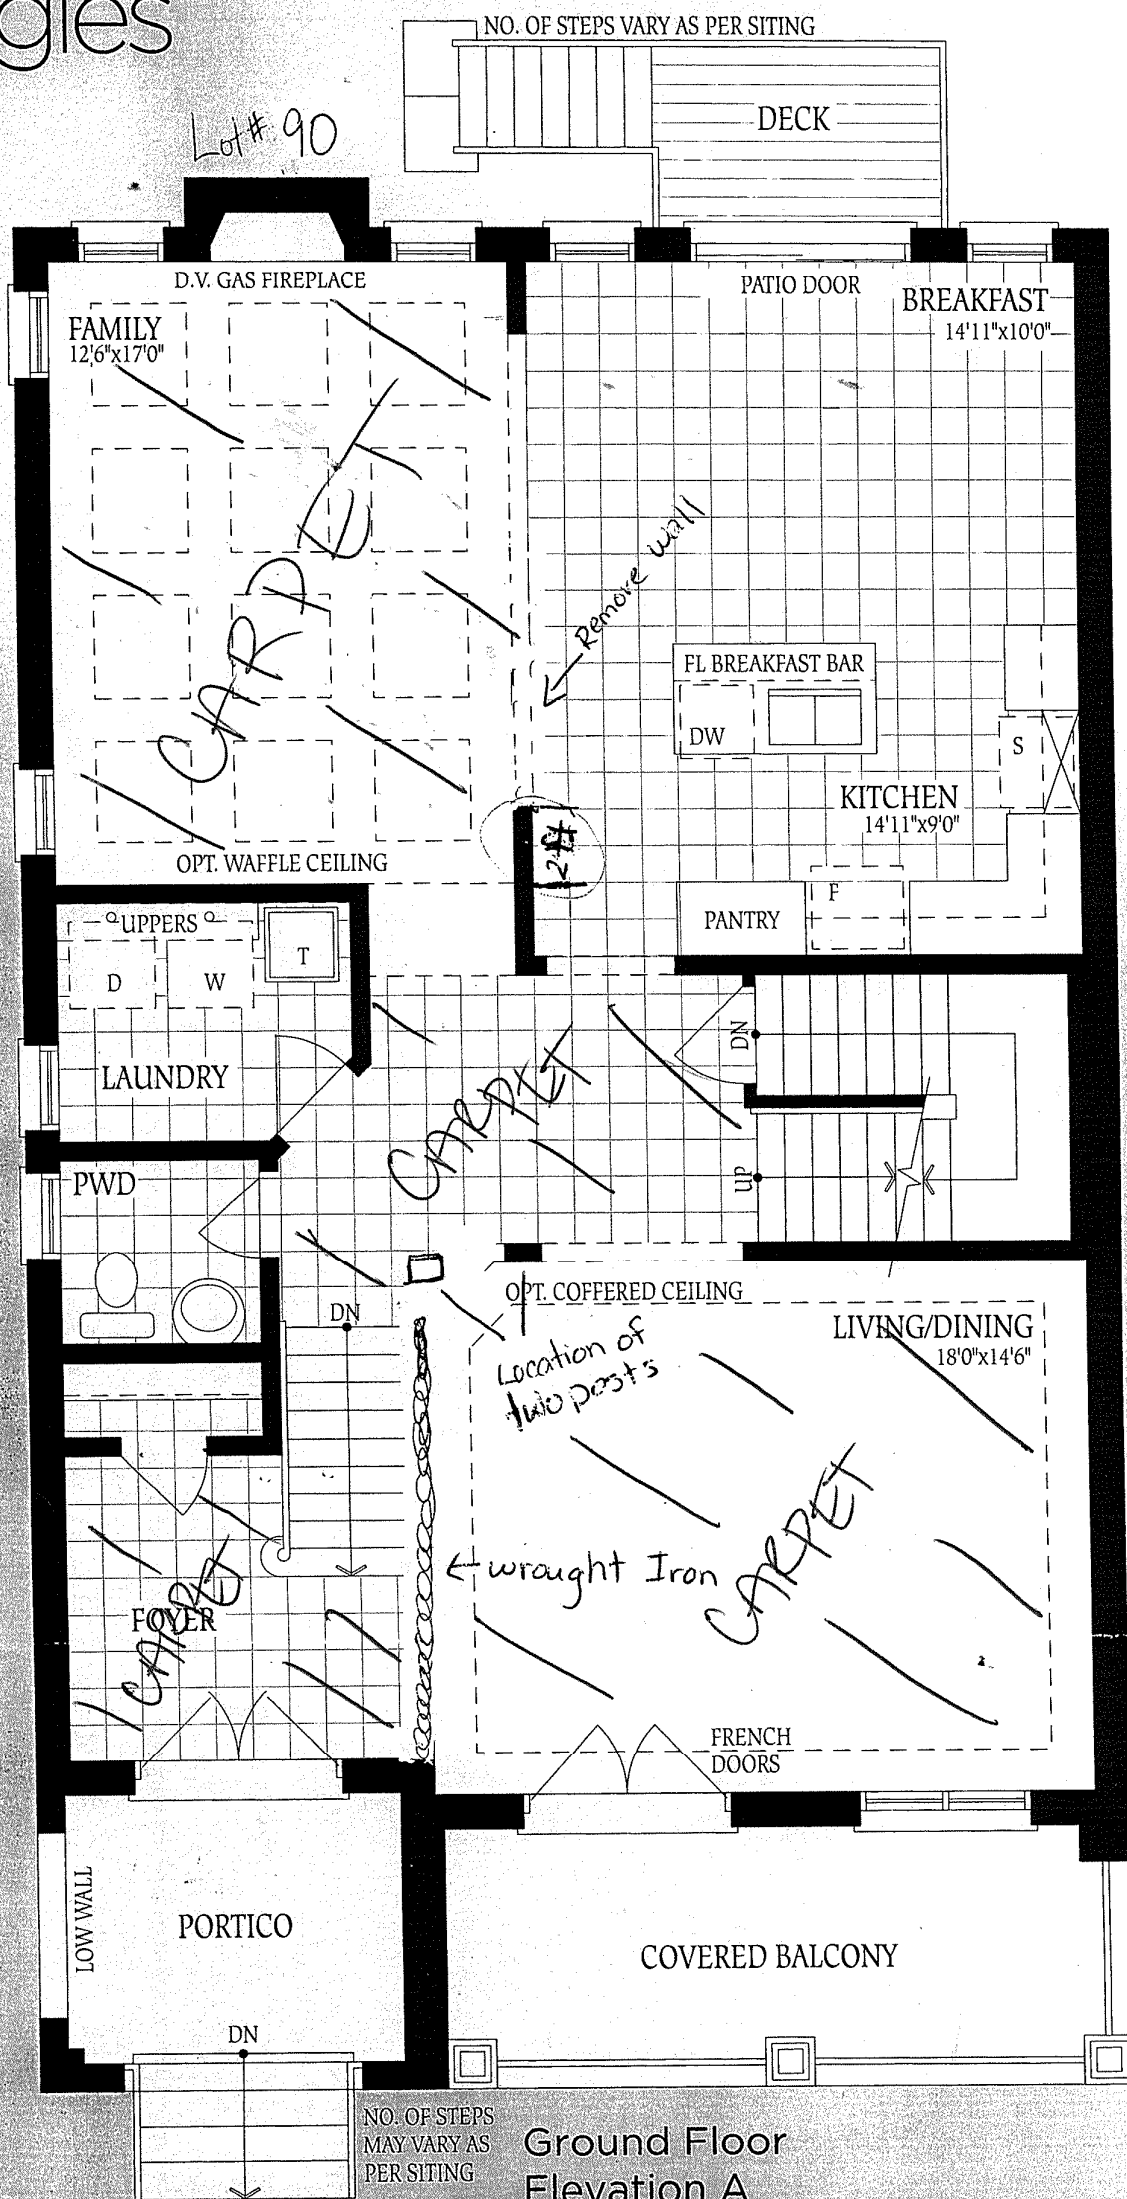 gles
NO. OF STEPS VARY AS PER SITING
DECK
Lot# 90
D.V. GAS FIREPLACE
PATIO DOOR
BREAKFAST
14'11"x10'0"
FAMILY
12'6"x17'0"
CARPET
Remove wall
FL BREAKFAST BAR
DW
S
KITCHEN
14'11"x9'0"
2 ft
OPT. WAFFLE CEILING
PANTRY
F
UPPERS
D
W
T
LAUNDRY
CARPET
DN
UP
PWD
DN
OPT. COFFERED CEILING
LIVING/DINING
18'0"x14'6"
Location of
two posts
CARPET
wrought Iron
FOYER
CARPET
FRENCH
DOORS
LOW WALL
PORTICO
COVERED BALCONY
DN
NO. OF STEPS
MAY VARY AS
PER SITING
Ground Floor
Elevation A